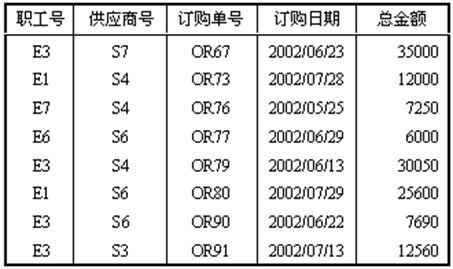 职工号 供应商号 订购单号 订购日期 总金额
E3 S7 OR67 2002/06/23 35000
E1 S4 OR73 2002/07/28 12000
E7 S4 OR76 2002/05/25 7250
E6 S6 OR77 2002/06/29 6000
E3 S4 OR79 2002/06/13 30050
E1 S6 OR80 2002/07/29 25600
E3 S6 OR90 2002/06/22 7690
E3 S3 OR91 2002/07/13 12560